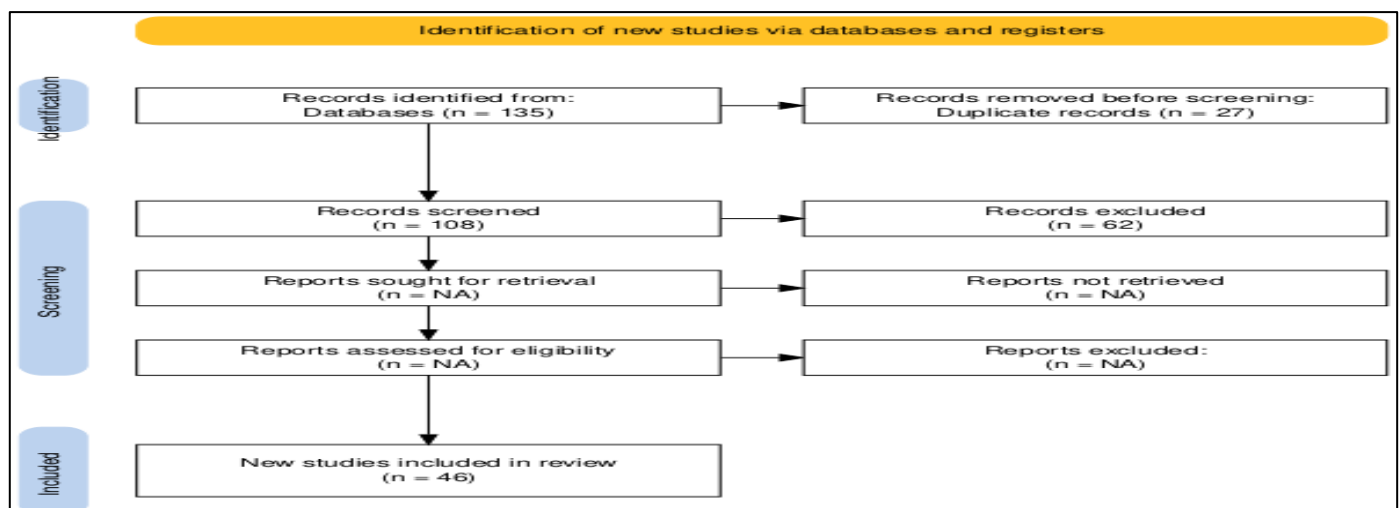 Identification of new studies via databases and registers
Identification
Records identified from:
Databases (n = 135)
Records removed before screening:
Duplicate records (n = 27)
Screening
Records screened
(n = 108)
Records excluded
(n = 62)
Reports sought for retrieval
(n = NA)
Reports not retrieved
(n = NA)
Reports assessed for eligibility
(n = NA)
Reports excluded:
(n = NA)
Included
New studies included in review
(n = 46)